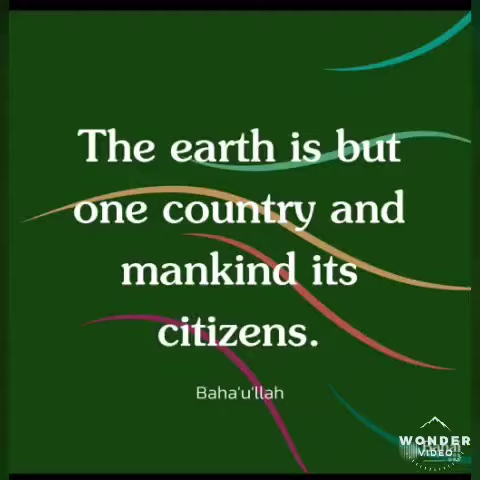 The earth is but
one country and
mankind its
citizens.
Baha'u'llah
WONDER
VIDEO